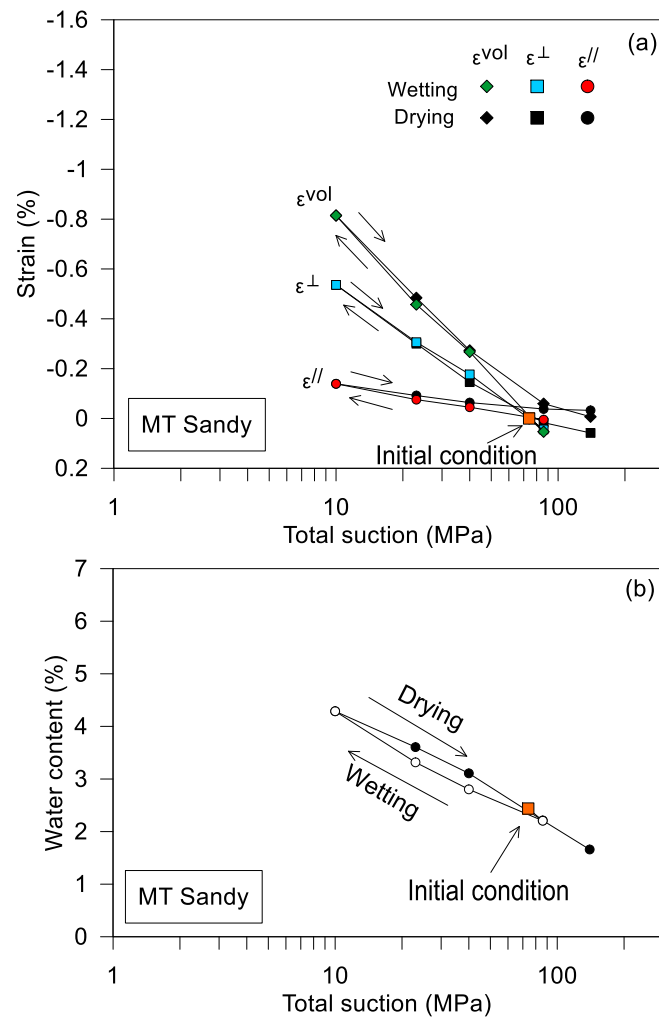 (a)
ε^vol ε^⊥ ε^//
Wetting
Drying
-1.6
-1.4
-1.2
-1
-0.8
-0.6
-0.4
-0.2
0
0.2
Strain (%)
ε^vol
ε^⊥
ε^//
MT Sandy
Initial condition
1 10 100
Total suction (MPa)
(b)
7
6
5
4
3
2
1
0
Water content (%)
Drying
Wetting
Initial condition
MT Sandy
1 10 100
Total suction (MPa)